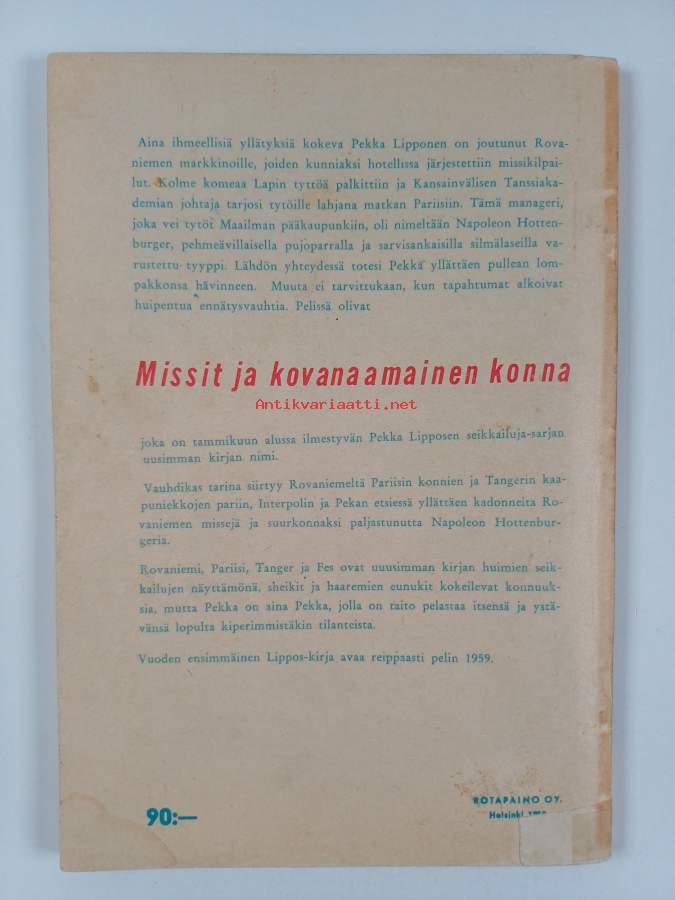 Aina ihmeellisiä yllätyksiä kokeva Pekka Lipponen on joutunut Rova-
niemen markkinoille, joiden kunniaksi hotellissa järjestettiin missikilpai-
lut. Kolme komeaa Lapin tyttöä palkittiin ja Kansainvälisen Tanssiaka-
demian johtaja tarjosi tytöille lahjana matkan Pariisiin. Tämä manageri,
joka vei tytöt Maailman pääkaupunkiin, oli nimeltään Napoleon Hotten-
burger, pehmeävillaisella pujoparralla ja sarvisankaisilla silmälaseilla va-
rustettu tyyppi. Lähdön yhteydessä totesi Pekka yllättäen pullean lom-
pakkonsa hävinneen. Muuta ei tarvittukaan, kun tapahtumat alkoivat
huipentua ennätysvauhtia. Pelissä olivat
Missit ja kovanaamainen konna
Antikvariaatti.net
joka on tammikuun alussa ilmestyvän Pekka Lipposen seikkailuja-sarjan
uusimman kirjan nimi.
Vauhdikas tarina siirtyy Rovaniemeltä Pariisin konnien ja Tangerin kaa-
puniekkojen pariin, Interpolin ja Pekan etsiessä yllättäen kadonneita Ro-
vaniemen missejä ja suurkonnaksi paljastunutta Napoleon Hottenbur-
geria.
Rovaniemi, Pariisi, Tanger ja Fes ovat uuusimman kirjan huimien seik-
kailujen näyttämönä, sheikit ja haaremien eunukit kokeilevat konnuuk-
sia, mutta Pekka on aina Pekka, jolla on taito pelastaa itsensä ja ystä-
vänsä lopulta kiperimmistäkin tilanteista.
Vuoden ensimmäinen Lippos-kirja avaa reippaasti pelin 1959.
90:—
ROTAPAINO OY.
Helsinki